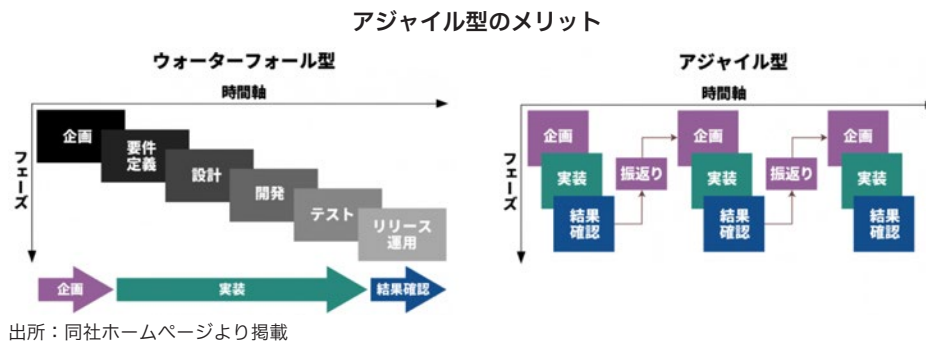 アジャイル型のメリット
ウォーターフォール型
時間軸
フェーズ
企画
要件
定義
設計
開発
テスト
リリース
運用
企画
実装
結果確認
アジャイル型
時間軸
フェーズ
企画
実装
結果
確認
振返り
企画
実装
結果
確認
振返り
企画
実装
結果
確認
出所：同社ホームページより掲載